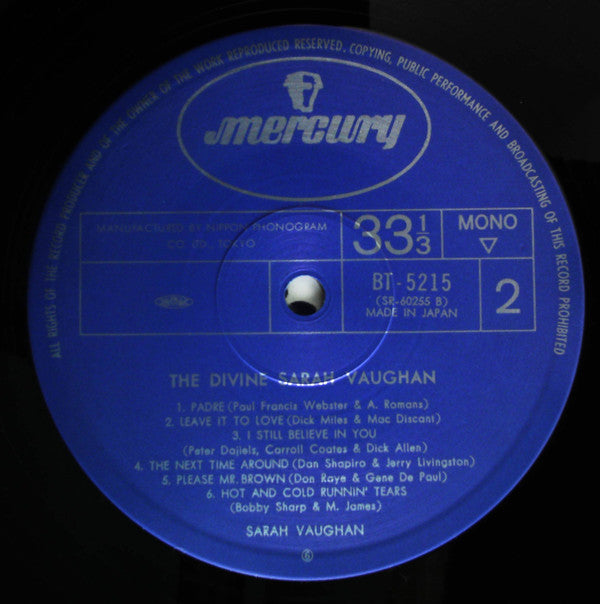 ALL RIGHTS OF THE RECORD PRODUCER AND OF THE OWNER OF THE WORK REPRODUCED RESERVED, COPYING, PUBLIC PERFORMANCE AND BROADCASTING OF THIS RECORD PROHIBITED
mercury
MANUFACTURED BY NIPPON PHONOGRAM
CO. LTD., TOKYO
33 1/3
MONO
▽
BT-5215
(SR-60255 B)
MADE IN JAPAN
2
THE DIVINE SARAH VAUGHAN
1. PADRE (Paul Francis Webster & A. Romans)
2. LEAVE IT TO LOVE (Dick Miles & Mac Discant)
3. I STILL BELIEVE IN YOU
(Peter Dajiels, Carroll Coates & Dick Allen)
4. THE NEXT TIME AROUND (Dan Shapiro & Jerry Livingston)
5. PLEASE MR. BROWN (Don Raye & Gene De Paul)
6. HOT AND COLD RUNNIN' TEARS
(Bobby Sharp & M. James)
SARAH VAUGHAN